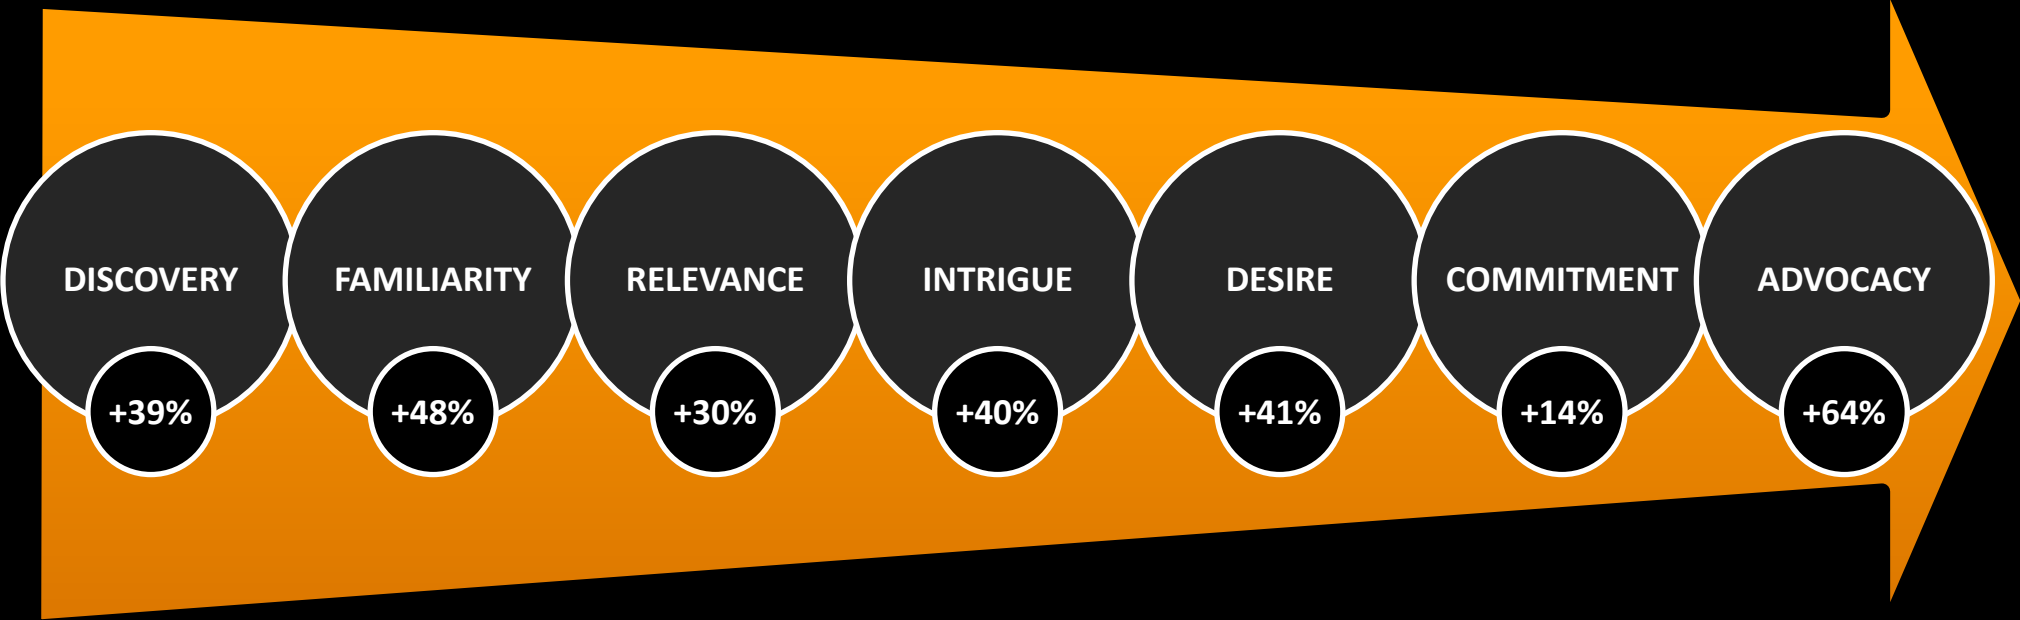 DISCOVERY
FAMILIARITY
RELEVANCE
INTRIGUE
DESIRE
COMMITMENT
ADVOCACY
+39%
+48%
+30%
+40%
+41%
+14%
+64%